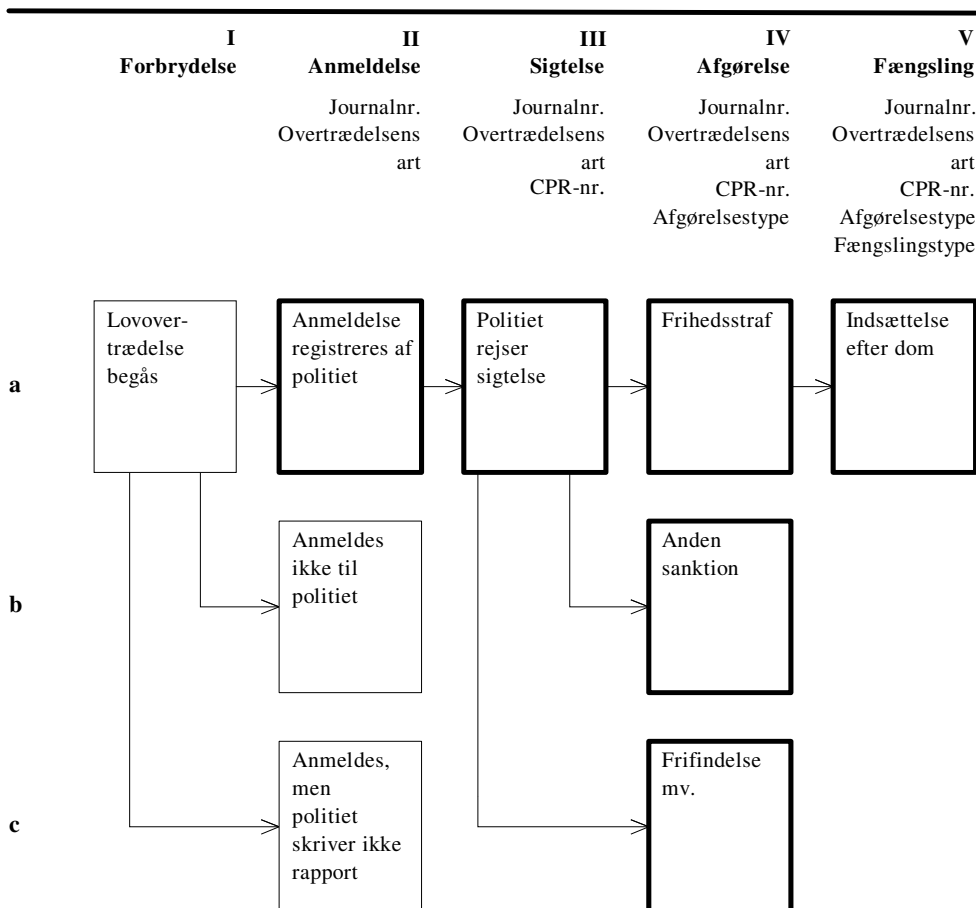 I
Forbrydelse
II
Anmeldelse
III
Sigtelse
IV
Afgørelse
V
Fængsling
Journalnr.
Overtrædelsens
art
Journalnr.
Overtrædelsens
art
CPR-nr.
Journalnr.
Overtrædelsens
art
CPR-nr.
Afgørelsestype
Journalnr.
Overtrædelsens
art
CPR-nr.
Afgørelsestype
Fængslingstype
a
Lovover-
trædelse
begås
Anmeldelse
registreres af
politiet
Politiet
rejser
sigtelse
Frihedsstraf
Indsættelse
efter dom
b
Anmeldes
ikke til
politiet
Anden
sanktion
c
Anmeldes,
men
politiet
skriver ikke
rapport
Frifindelse
mv.